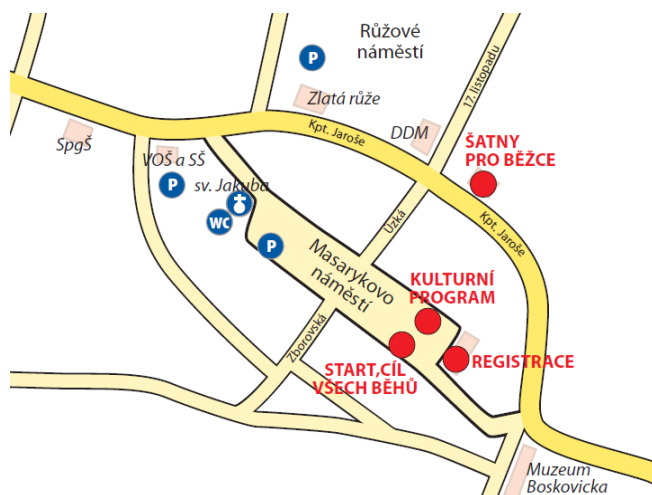 Růžové
náměstí
P
Zlatá růže
17. listopadu
Kpt. Jaroše
DDM
SpgŠ
ŠATNY
PRO BĚŽCE
VOŠ a SŠ
P
sv. Jakuba
WC
P
Úzká
Kpt. Jaroše
Masarykovo
náměstí
KULTURNÍ
PROGRAM
Zborovská
START,CÍL
VŠECH BĚHŮ
REGISTRACE
Muzeum
Boskovicka